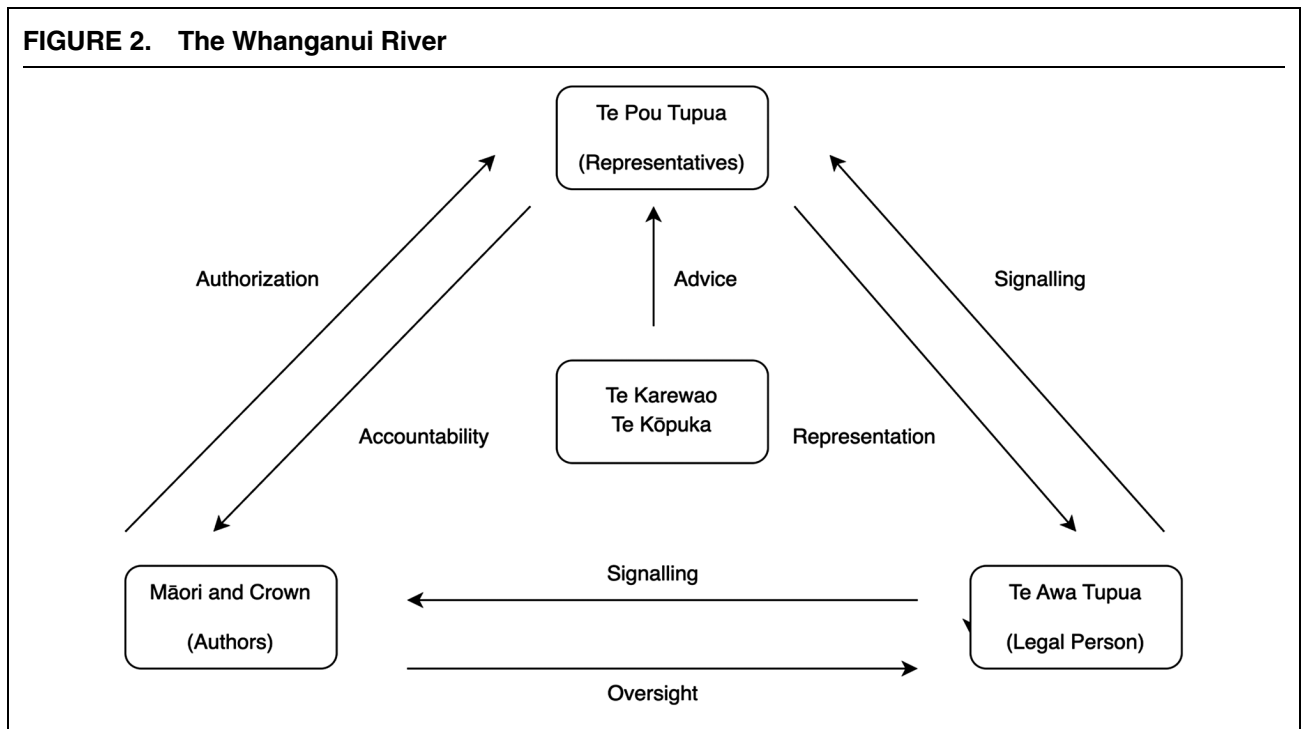 FIGURE 2. The Whanganui River
Te Pou Tupua
(Representatives)
Authorization
Advice
Signalling
Te Karewao
Te Kōpuka
Accountability
Representation
Signalling
Māori and Crown
(Authors)
Te Awa Tupua
(Legal Person)
Oversight